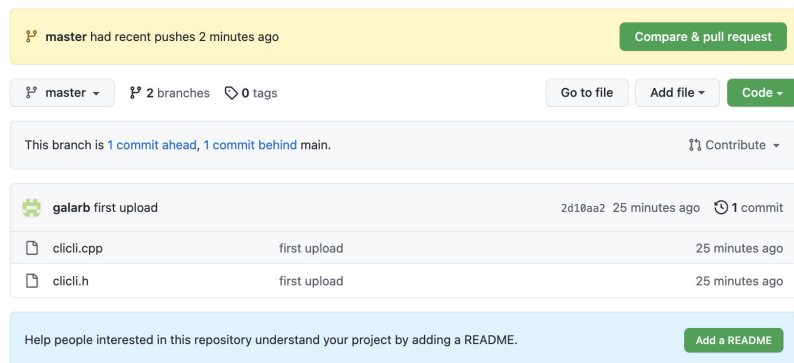 master had recent pushes 2 minutes ago Compare & pull request
master 2 branches 0 tags Go to file Add file Code
This branch is 1 commit ahead, 1 commit behind main. Contribute
galarb first upload 2d10aa2 25 minutes ago 1 commit
clicli.cpp first upload 25 minutes ago
clicli.h first upload 25 minutes ago
Help people interested in this repository understand your project by adding a README. Add a README